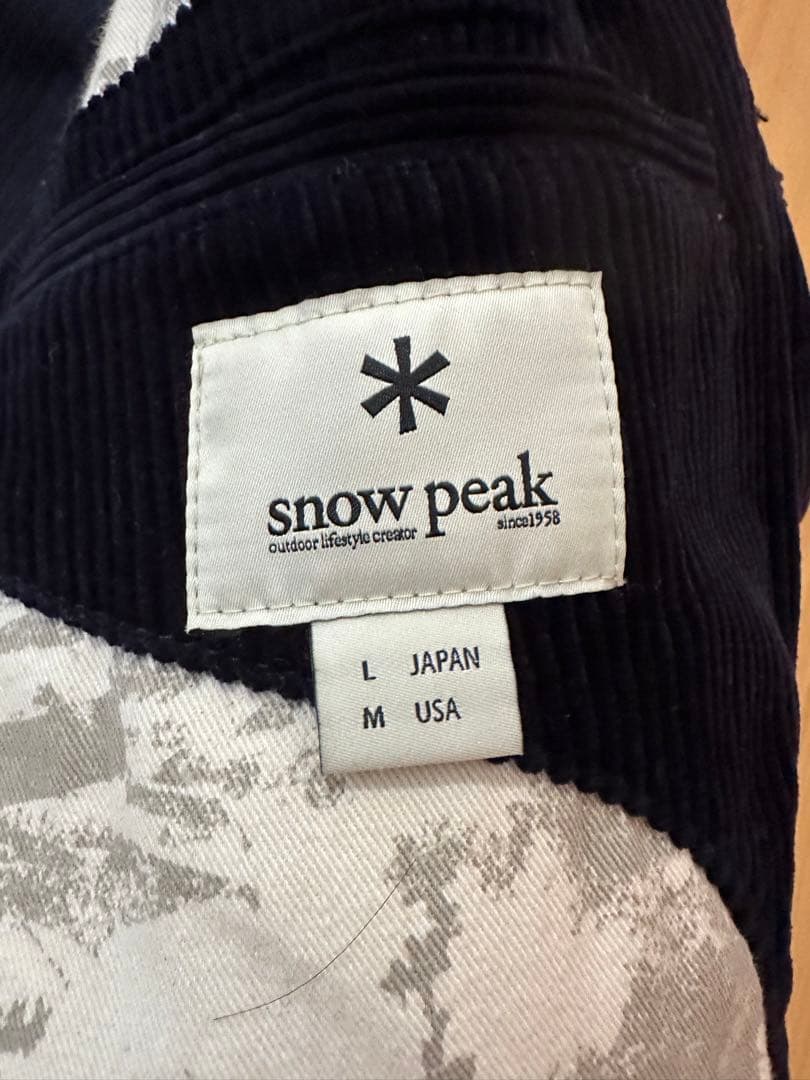 snow peak
outdoor lifestyle creator since1958
L JAPAN
M USA